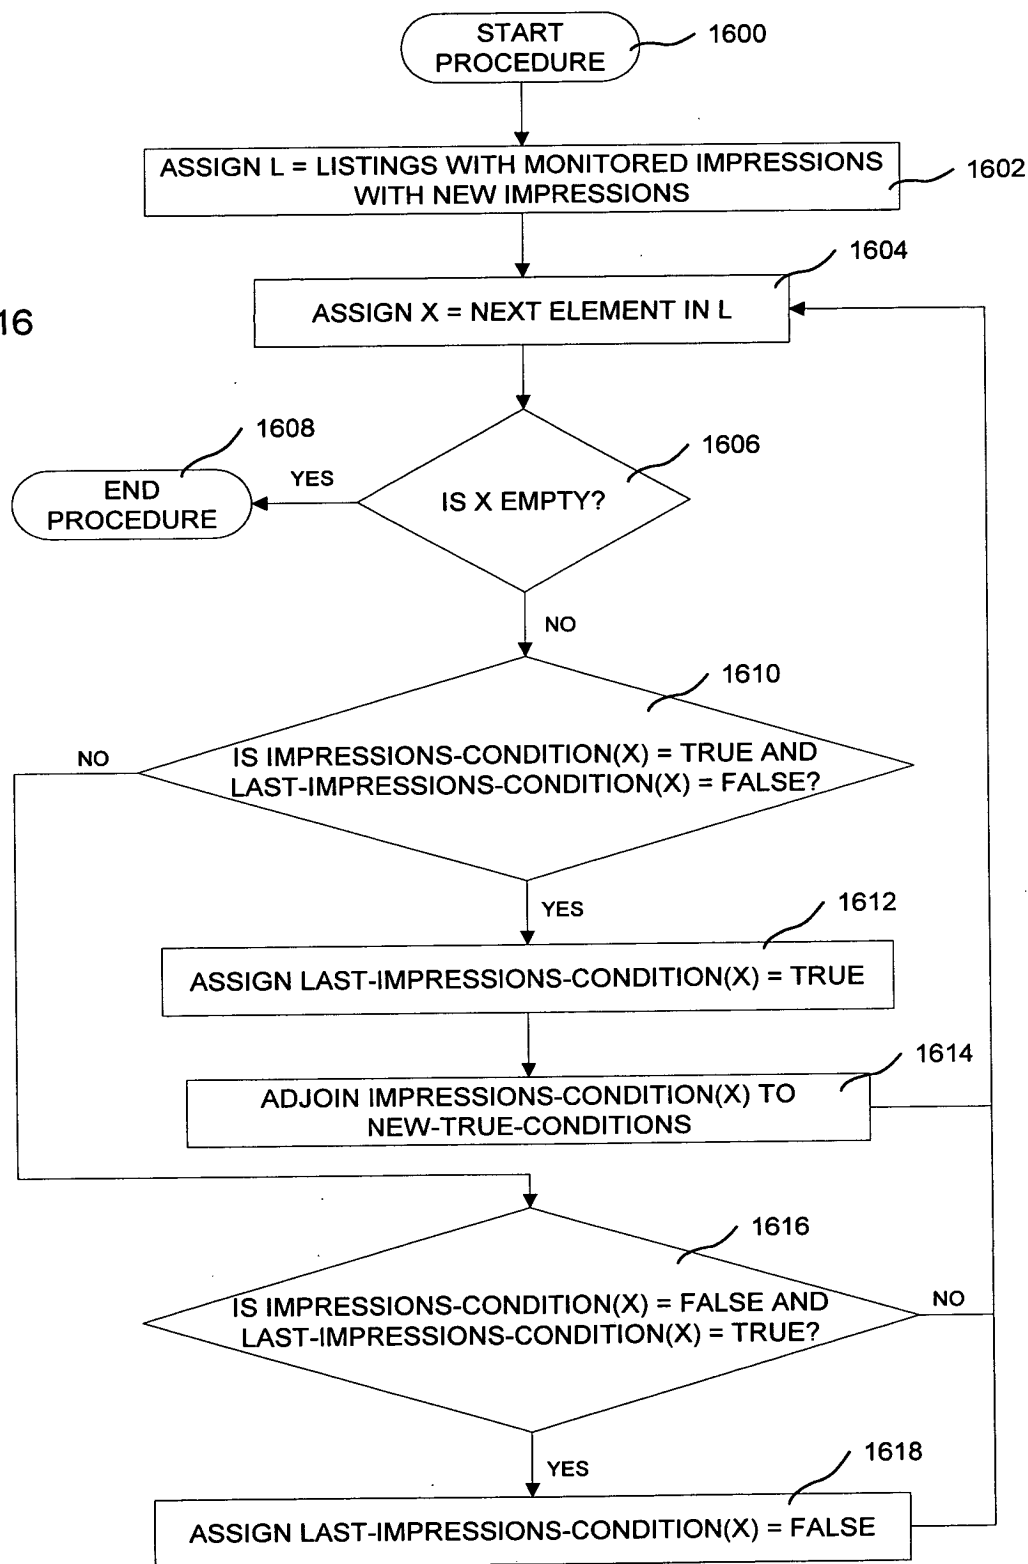 START
PROCEDURE
1600
ASSIGN L = LISTINGS WITH MONITORED IMPRESSIONS
WITH NEW IMPRESSIONS
1602
1604
ASSIGN X = NEXT ELEMENT IN L
16
1608
END
PROCEDURE
YES
1606
IS X EMPTY?
NO
1610
NO
IS IMPRESSIONS-CONDITION(X) = TRUE AND
LAST-IMPRESSIONS-CONDITION(X) = FALSE?
YES
1612
ASSIGN LAST-IMPRESSIONS-CONDITION(X) = TRUE
1614
ADJOIN IMPRESSIONS-CONDITION(X) TO
NEW-TRUE-CONDITIONS
1616
IS IMPRESSIONS-CONDITION(X) = FALSE AND
LAST-IMPRESSIONS-CONDITION(X) = TRUE?
NO
YES
1618
ASSIGN LAST-IMPRESSIONS-CONDITION(X) = FALSE